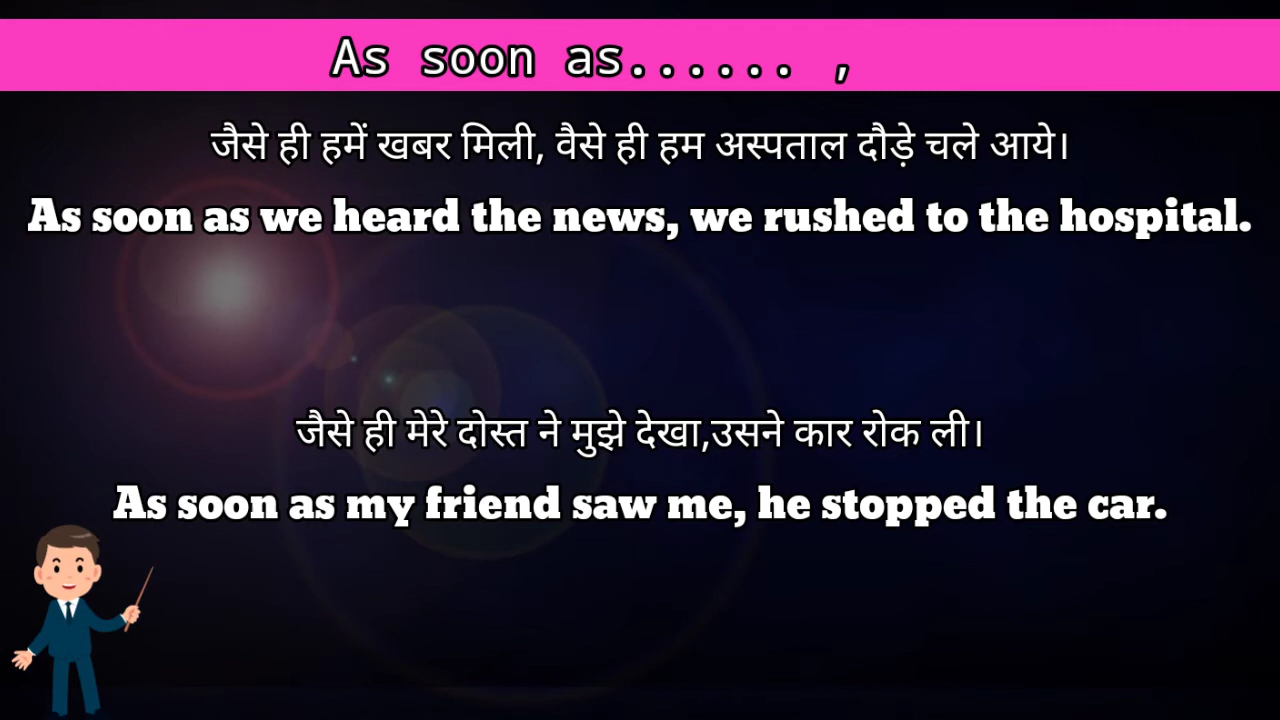 As soon as...... ,
जैसे ही हमें खबर मिली, वैसे ही हम अस्पताल दौड़े चले आये।
As soon as we heard the news, we rushed to the hospital.
जैसे ही मेरे दोस्त ने मुझे देखा,उसने कार रोक ली।
As soon as my friend saw me, he stopped the car.